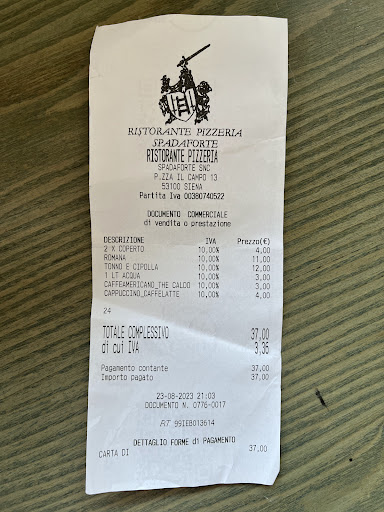 RISTORANTE PIZZERIA
SPADAFORTE
RISTORANTE PIZZERIA
SPADAFORTE SNC
P.ZZA IL CAMPO 13
53100 SIENA
Partita Iva 00380740522
DOCUMENTO COMMERCIALE
di vendita o prestazione
DESCRIZIONE IVA Prezzo(€)
2 X COPERTO 10,00% 4,00
ROMANA 10,00% 11,00
TONNO E CIPOLLA 10,00% 12,00
1 LT ACQUA 10,00% 3,00
CAFFEAMERICANO_THE CALDO 10,00% 3,00
CAPPUCCINO_CAFFELATTE 10,00% 4,00
24
TOTALE COMPLESSIVO 37,00
di cui IVA 3,36
Pagamento contante 37,00
Importo pagato 37,00
23-08-2023 21:03
DOCUMENTO N. 0776-0017
RT 99IEB013614
DETTAGLIO FORME di PAGAMENTO
CARTA DI 37,00